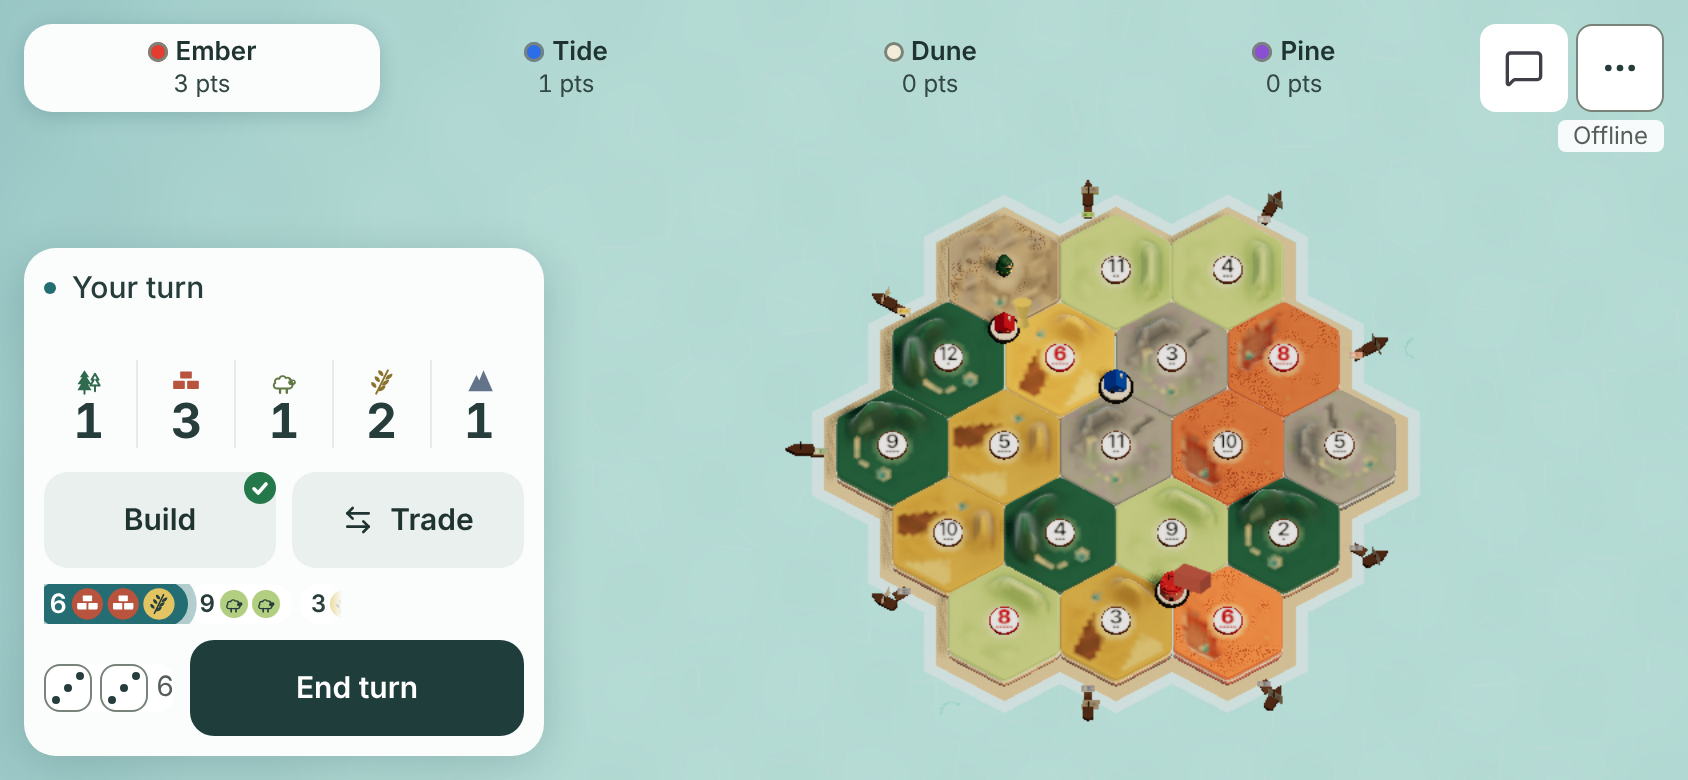 Ember
3 pts
Tide
1 pts
Dune
0 pts
Pine
0 pts
Offline
Your turn
1 3 1 2 1
Build
Trade
6 9 3
6
End turn
11 4
12 6 3 8
9 5 11 10 5
10 4 9 2
8 3 6